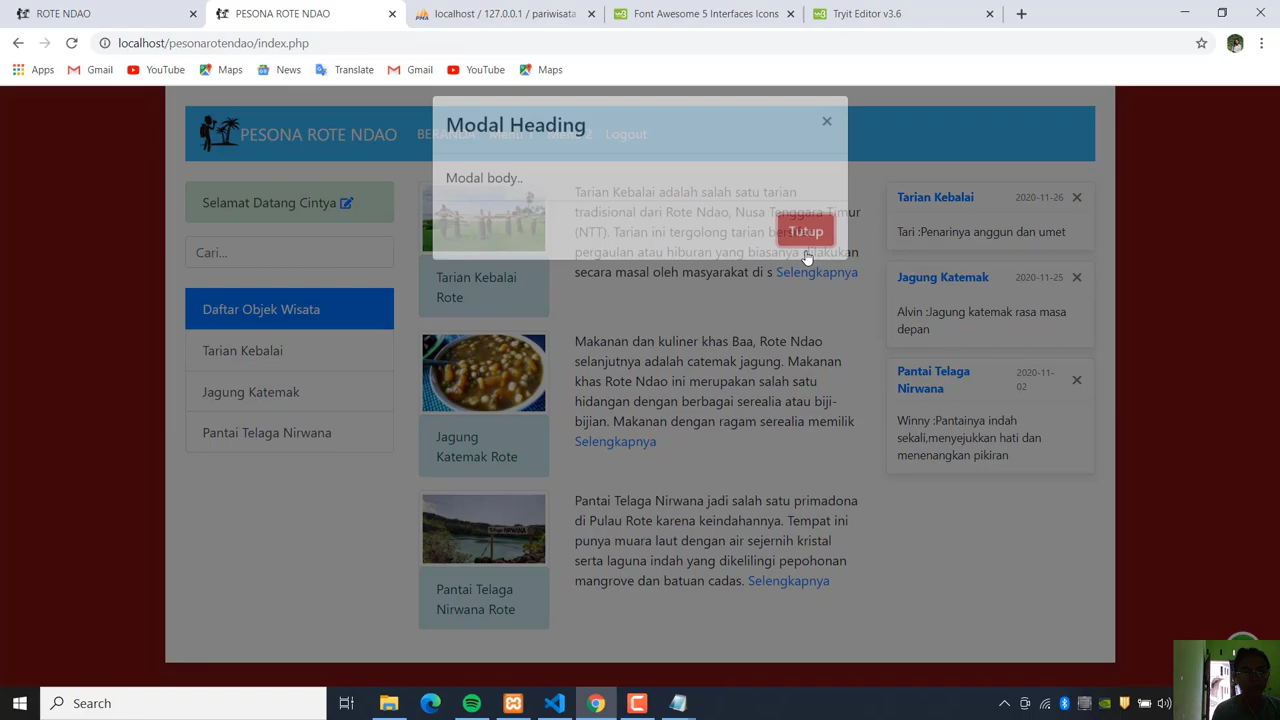 ROTE NDAO
PESONA ROTE NDAO
localhost / 127.0.0.1 / pariwisata
Font Awesome 5 Interfaces Icons
Tryit Editor v3.6
localhost/pesonarotendao/index.php
Apps
Gmail
YouTube
Maps
News
Translate
Gmail
YouTube
Maps
PESONA ROTE NDAO
BERANDA
Menu 1
Menu 2
Logout
Modal Heading
Modal body..
Tutup
Selamat Datang Cintya
Cari...
Daftar Objek Wisata
Tarian Kebalai
Jagung Katemak
Pantai Telaga Nirwana
Tarian Kebalai
Rote
Tarian Kebalai adalah salah satu tarian
tradisional dari Rote Ndao, Nusa Tenggara Timur
(NTT). Tarian ini tergolong tarian
pergaulan atau hiburan yang biasanya dilakukan
secara masal oleh masyarakat di s Selengkapnya
Jagung
Katemak Rote
Makanan dan kuliner khas Baa, Rote Ndao
selanjutnya adalah catemak jagung. Makanan
khas Rote Ndao ini merupakan salah satu
hidangan dengan berbagai serealia atau biji-
bijian. Makanan dengan ragam serealia memilik
Selengkapnya
Pantai Telaga
Nirwana Rote
Pantai Telaga Nirwana jadi salah satu primadona
di Pulau Rote karena keindahannya. Tempat ini
punya muara laut dengan air sejernih kristal
serta laguna indah yang dikelilingi pepohonan
mangrove dan batuan cadas. Selengkapnya
Tarian Kebalai
2020-11-26
Tari :Penarinya anggun dan umet
Jagung Katemak
2020-11-25
Alvin :Jagung katemak rasa masa
depan
Pantai Telaga
Nirwana
2020-11-
02
Winny :Pantainya indah
sekali,menyejukkan hati dan
menenangkan pikiran
Search